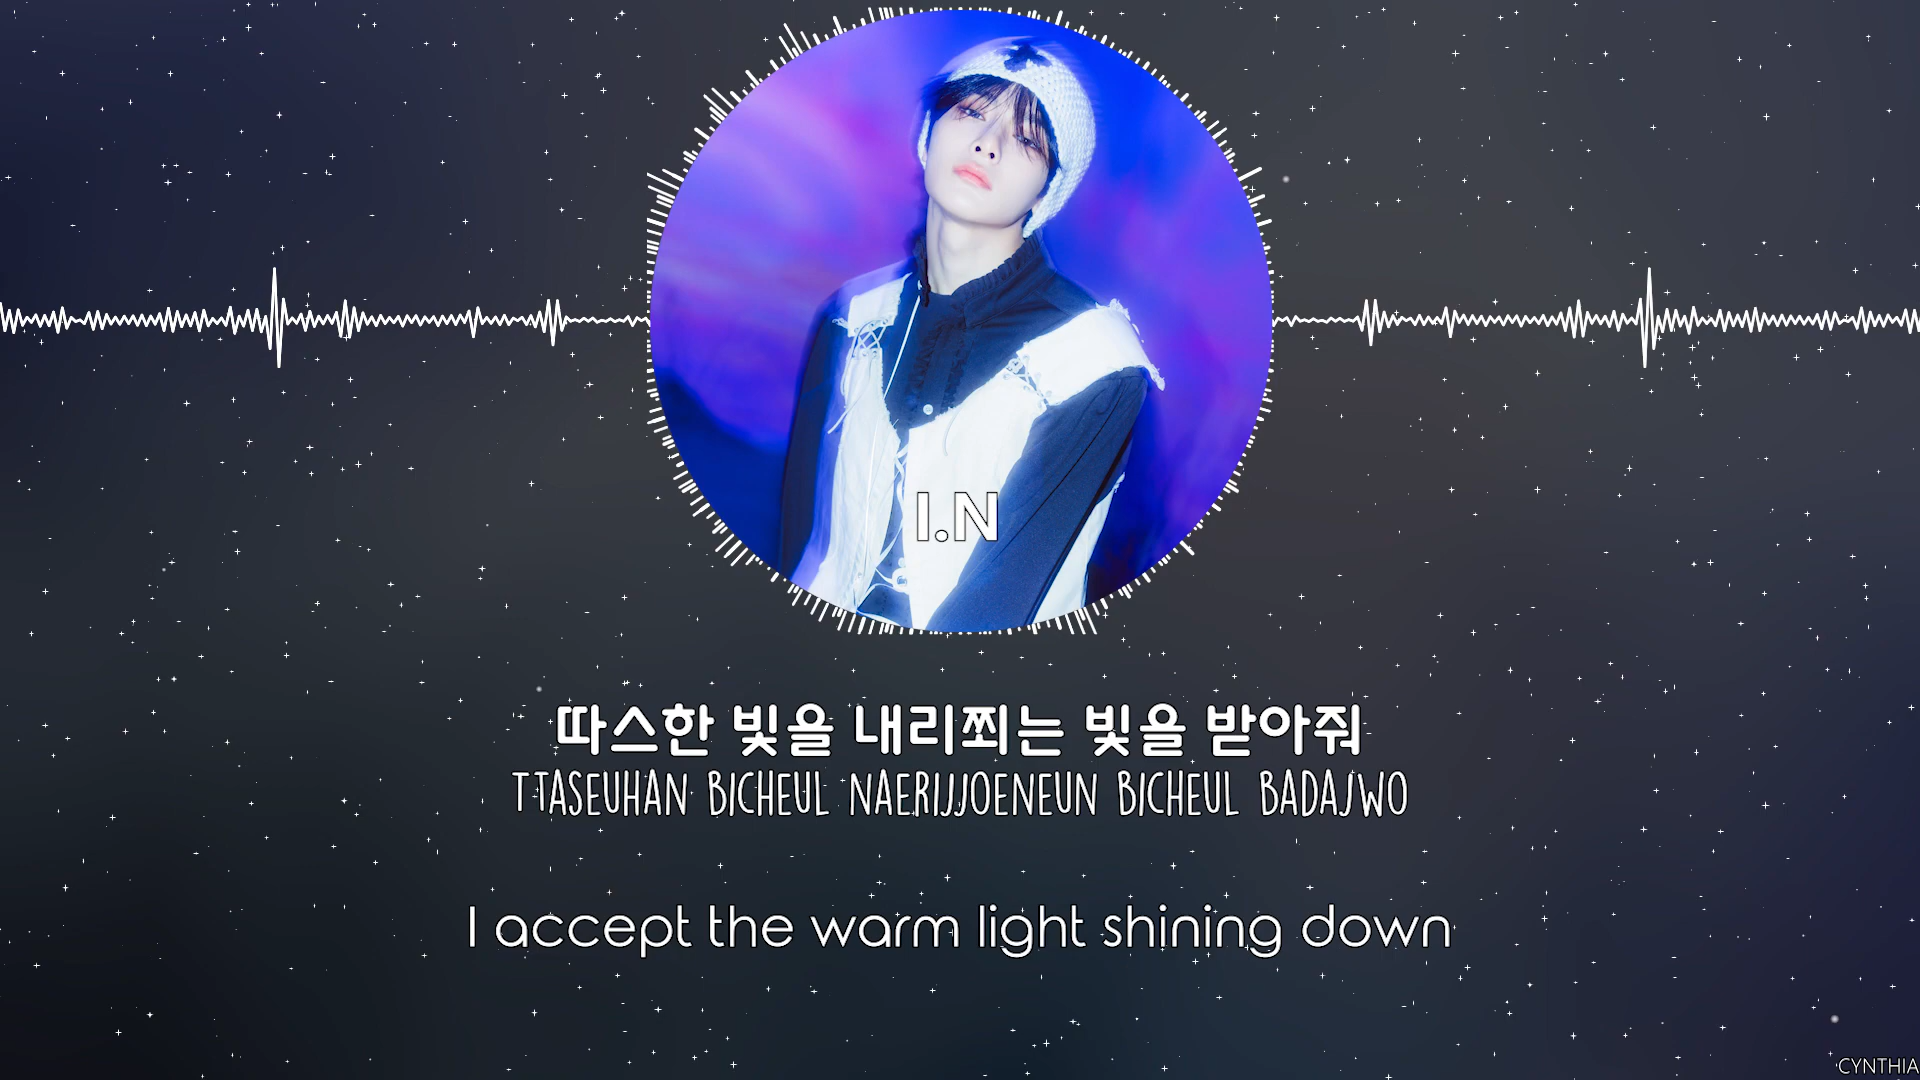 I.N
따스한 빛을 내리쬐는 빛을 받아줘
TTASEUHAN BICHEUL NAERIJJOENEUN BICHEUL BADAJWO
I accept the warm light shining down
CYNTHIA